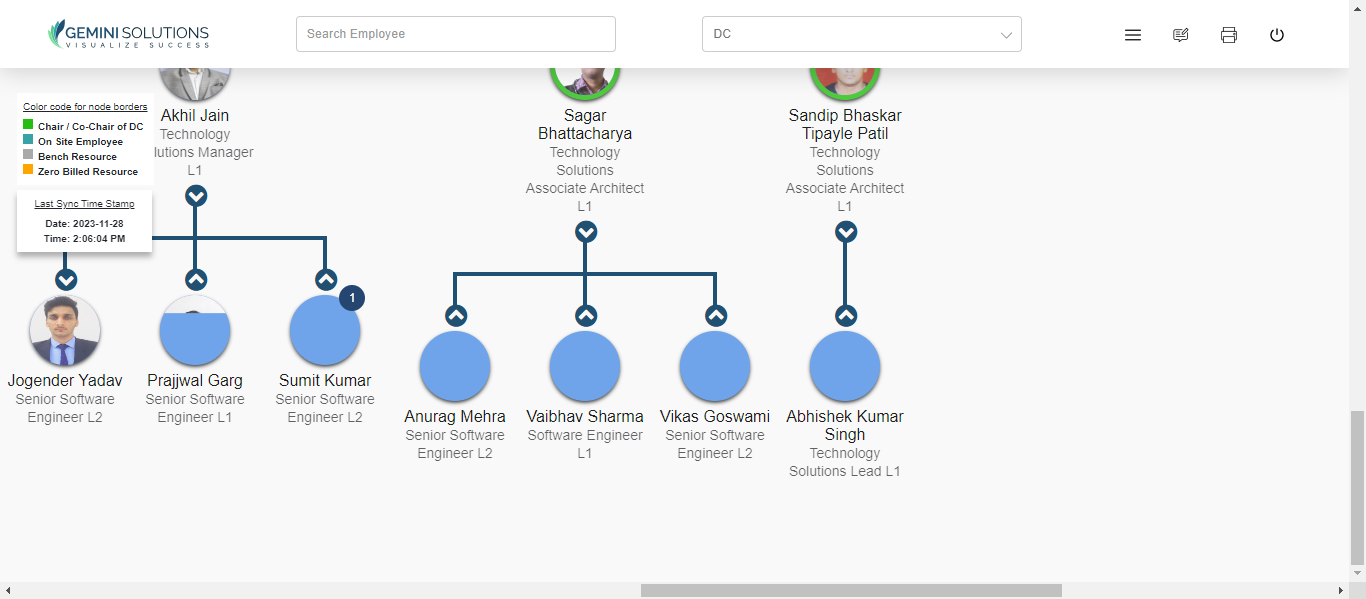 GEMINI SOLUTIONS
VISUALIZE SUCCESS
Search Employee
DC
Color code for node borders
Chair / Co-Chair of DC
On Site Employee
Bench Resource
Zero Billed Resource
Last Sync Time Stamp
Date: 2023-11-28
Time: 2:06:04 PM
Akhil Jain
Technology
lutions Manager
L1
Sagar
Bhattacharya
Technology
Solutions
Associate Architect
L1
Sandip Bhaskar
Tipayle Patil
Technology
Solutions
Associate Architect
L1
Jogender Yadav
Senior Software
Engineer L2
Prajjwal Garg
Senior Software
Engineer L1
1
Sumit Kumar
Senior Software
Engineer L2
Anurag Mehra
Senior Software
Engineer L2
Vaibhav Sharma
Software Engineer
L1
Vikas Goswami
Senior Software
Engineer L2
Abhishek Kumar
Singh
Technology
Solutions Lead L1